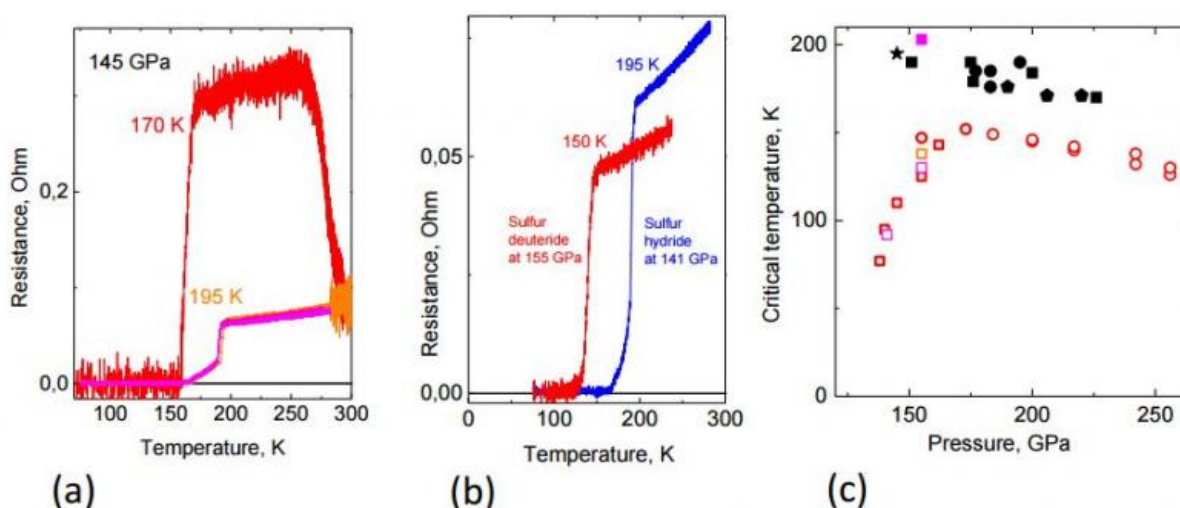 145 GPa
170 K
195 K
0,2
0,0
Resistance, Ohm
100 150 200 250 300
Temperature, K
(a)
195 K
150 K
Sulfur
deuteride
at 155 GPa
Sulfur
hydride
at 141 GPa
0,05
0,00
Resistance, Ohm
0 100 200 300
Temperature, K
(b)
200
100
0
Critical temperature, K
150 200 250
Pressure, GPa
(c)